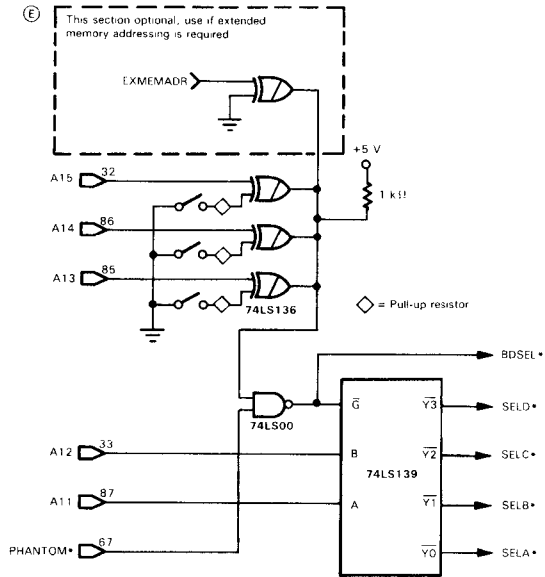 E
This section optional, use if extended
memory addressing is required
EXMEMADR
+5 V
A15 32
1 kΩ
A14 86
A13 85
74LS136
= Pull-up resistor
BDSEL*
G
Y3
SELD*
74LS00
A12 33
B
Y2
SELC*
74LS139
A11 87
A
Y1
SELB*
PHANTOM* 67
Y0
SELA*